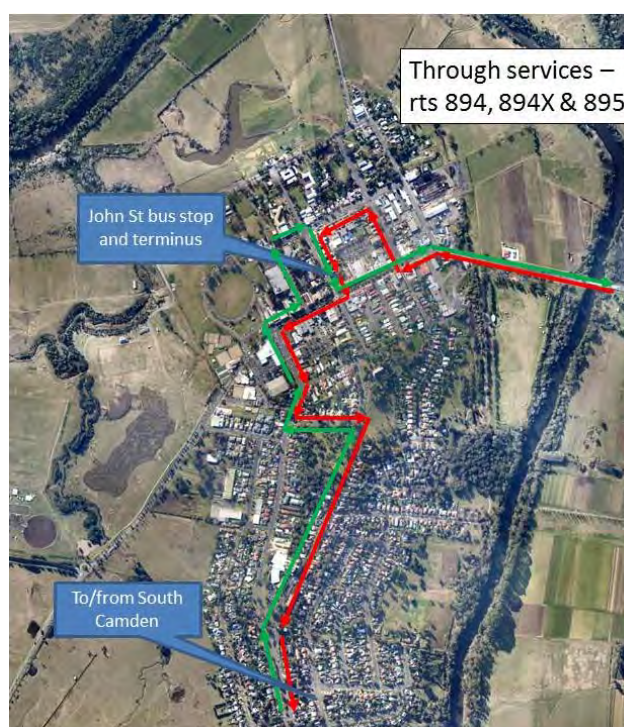 Through services –
rts 894, 894X & 895
John St bus stop
and terminus
To/from South
Camden